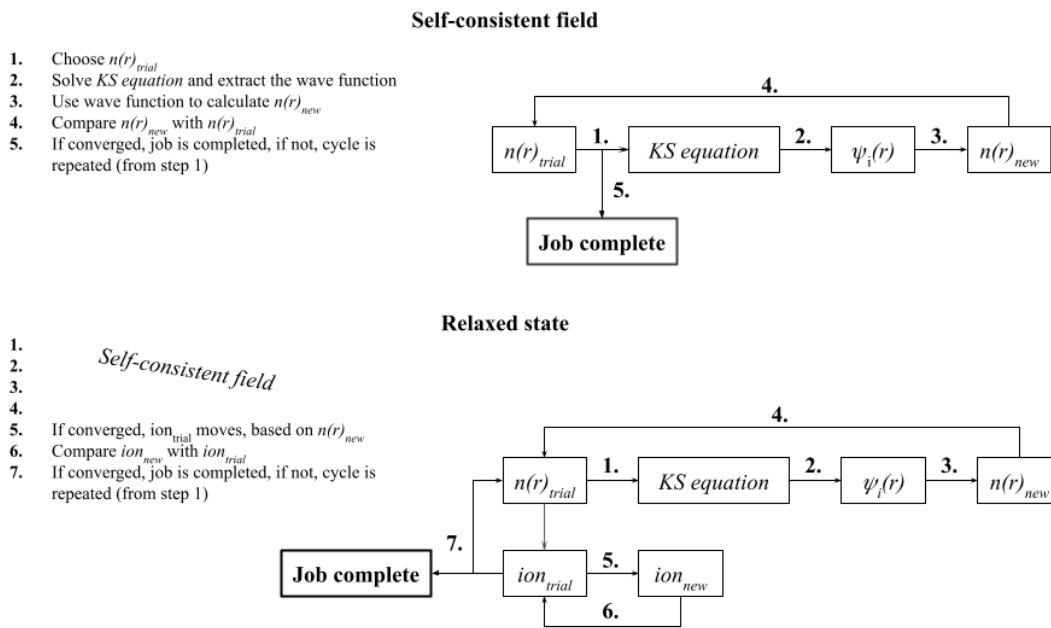 Self-consistent field
1. Choose n(r)trial
2. Solve KS equation and extract the wave function
3. Use wave function to calculate n(r)new
4. Compare n(r)new with n(r)trial
5. If converged, job is completed, if not, cycle is
repeated (from step 1)
4.
n(r)trial 1. KS equation 2. ψi(r) 3. n(r)new
5.
Job complete
Relaxed state
1.
2.
3.
4.
Self-consistent field
5. If converged, iontrial moves, based on n(r)new
6. Compare ionnew with iontrial
7. If converged, job is completed, if not, cycle is
repeated (from step 1)
4.
n(r)trial 1. KS equation 2. ψi(r) 3. n(r)new
7.
Job complete iontrial 5. ionnew
6.